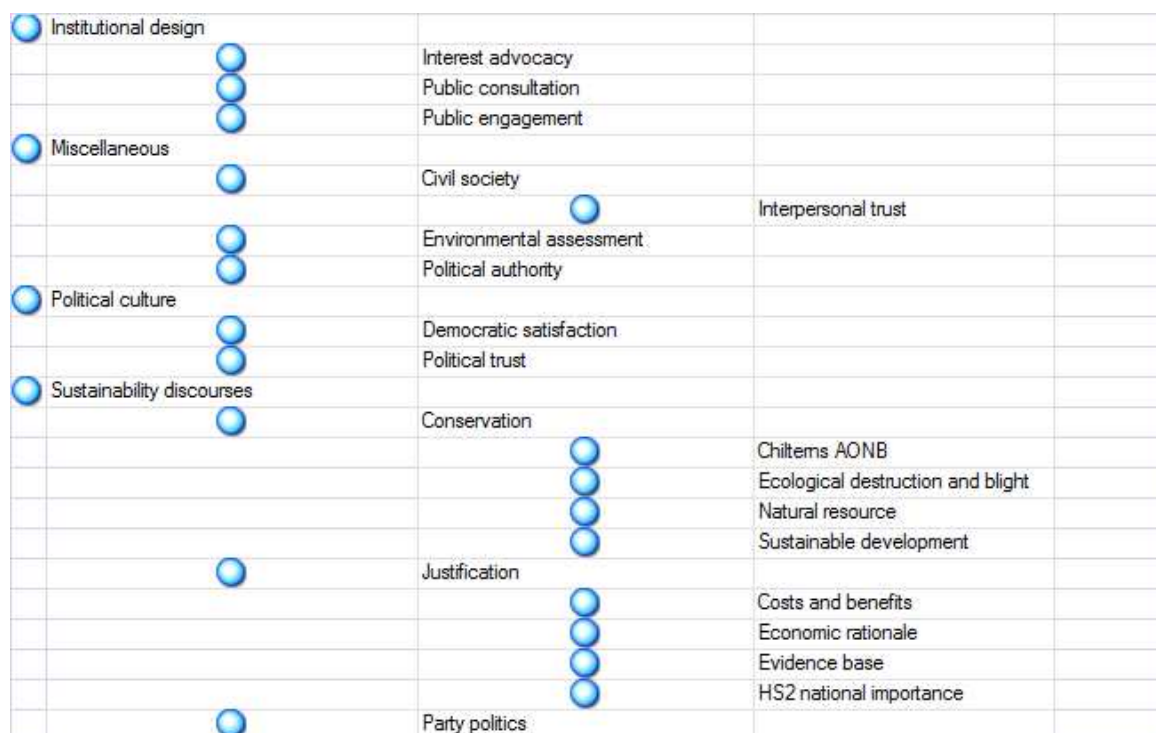 Institutional design
Interest advocacy
Public consultation
Public engagement
Miscellaneous
Civil society
Interpersonal trust
Environmental assessment
Political authority
Political culture
Democratic satisfaction
Political trust
Sustainability discourses
Conservation
Chilterns AONB
Ecological destruction and blight
Natural resource
Sustainable development
Justification
Costs and benefits
Economic rationale
Evidence base
HS2 national importance
Party politics